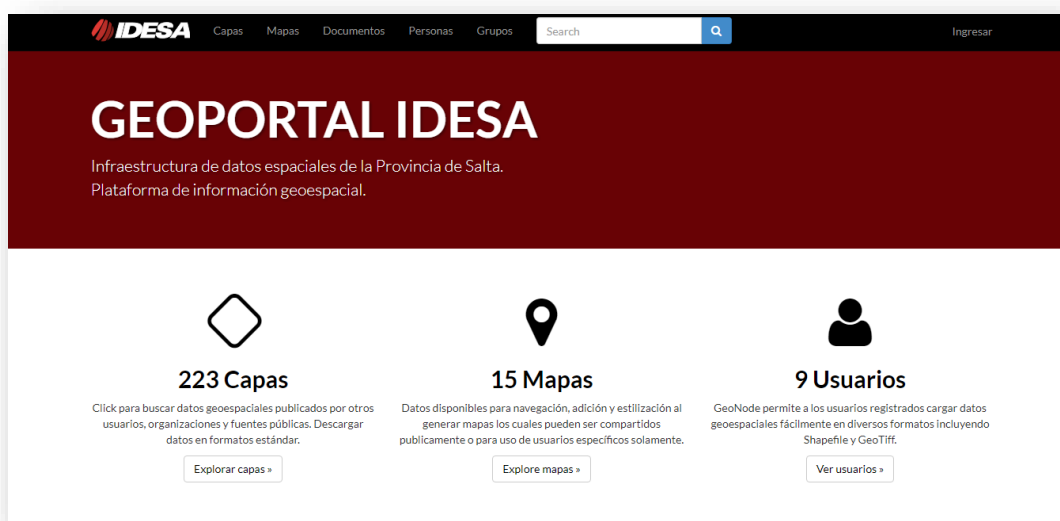 IDESA Capas Mapas Documentos Personas Grupos Search Ingresar
GEOPORTAL IDESA
Infraestructura de datos espaciales de la Provincia de Salta.
Plataforma de información geoespacial.
223 Capas
Click para buscar datos geoespaciales publicados por otros
usuarios, organizaciones y fuentes públicas. Descargar
datos en formatos estándar.
Explorar capas »
15 Mapas
Datos disponibles para navegación, adición y estilización al
generar mapas los cuales pueden ser compartidos
publicamente o para uso de usuarios específicos solamente.
Explore mapas »
9 Usuarios
GeoNode permite a los usuarios registrados cargar datos
geoespaciales fácilmente en diversos formatos incluyendo
Shapefile y GeoTiff.
Ver usuarios »